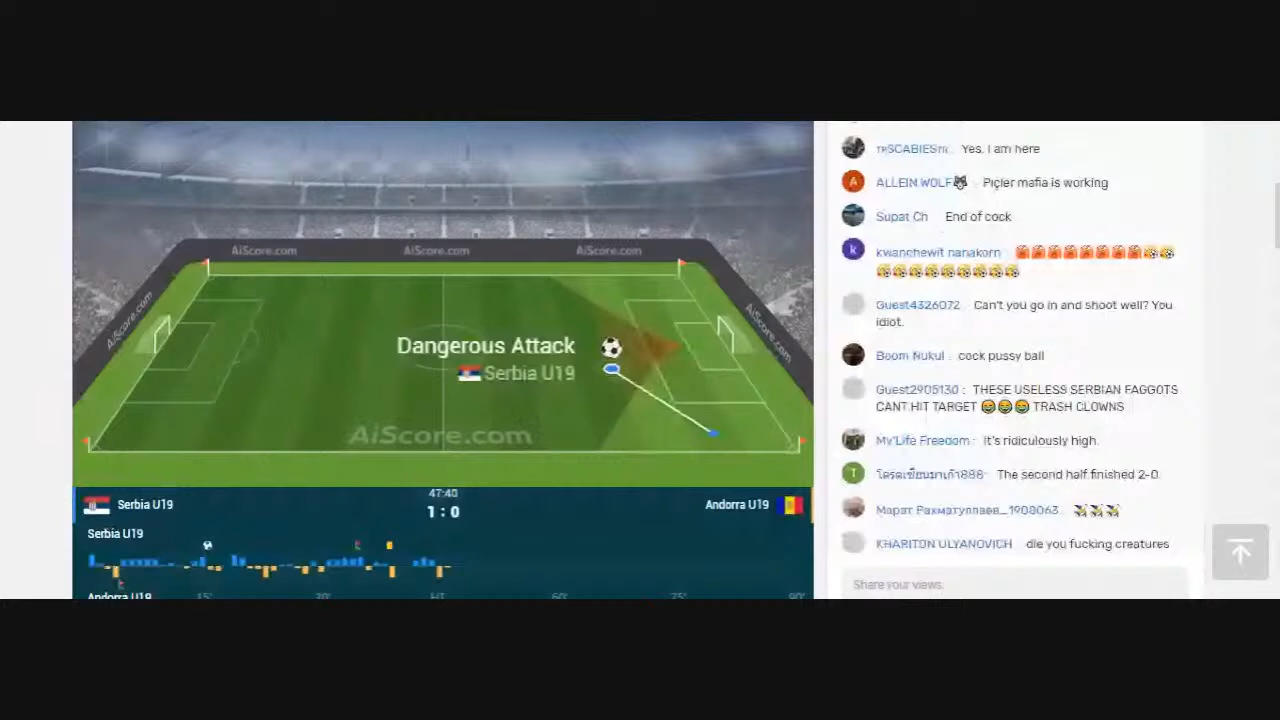 AiScore.com
AiScore.com
AiScore.com
AiScore.com
AiScore.com
Dangerous Attack
Serbia U19
AiScore.com
47:40
Serbia U19
1 : 0
Andorra U19
Serbia U19
Andorra U19
15'
30'
HT
60'
75'
90'
Yes, I am here
ALLEIN WOLF Piçler mafia is working
Supat Ch End of cock
kwanchewit nanakorn
Guest4326072 Can't you go in and shoot well? You
idiot.
Boom Nukul : cock pussy ball
Guest2905130 : THESE USELESS SERBIAN FAGGOTS
CANT HIT TARGET 😂😂😂 TRASH CLOWNS
My'Life Freedom : It's ridiculously high.
The second half finished 2-0.
Марат Рахматуллаев_1908063
KHARITON ULYANOVICH die you fucking creatures
Share your views.